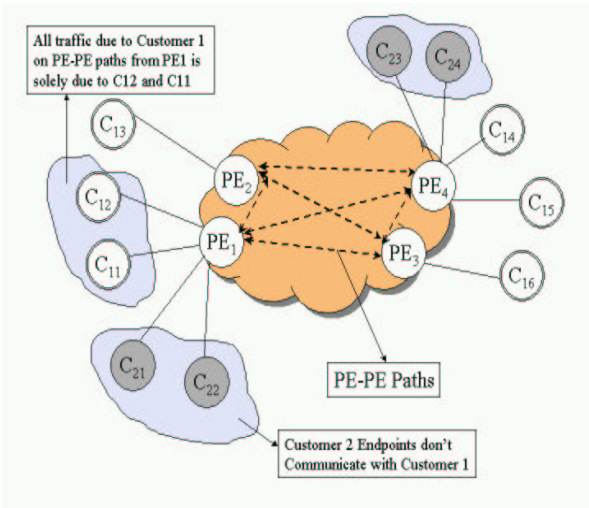 All traffic due to Customer 1
on PE-PE paths from PE1 is
solely due to C12 and C11
C23
C24
C13
C14
PE2
PE4
C12
C15
PE1
PE3
C11
C16
C21
C22
PE-PE Paths
Customer 2 Endpoints don't
Communicate with Customer 1